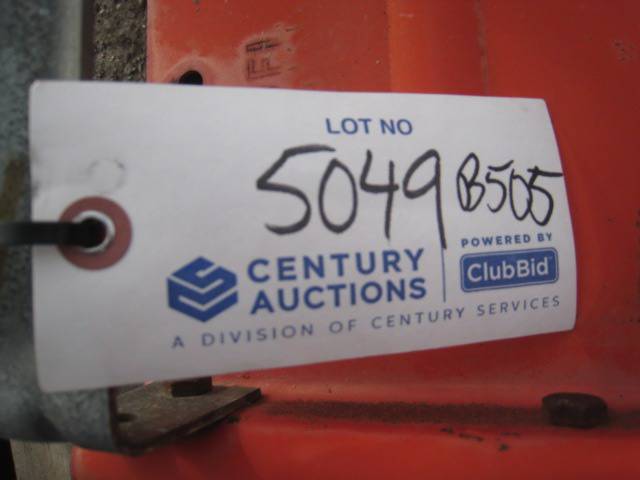 LOT NO
5049 B505
CENTURY
AUCTIONS
POWERED BY
ClubBid
A DIVISION OF CENTURY SERVICES